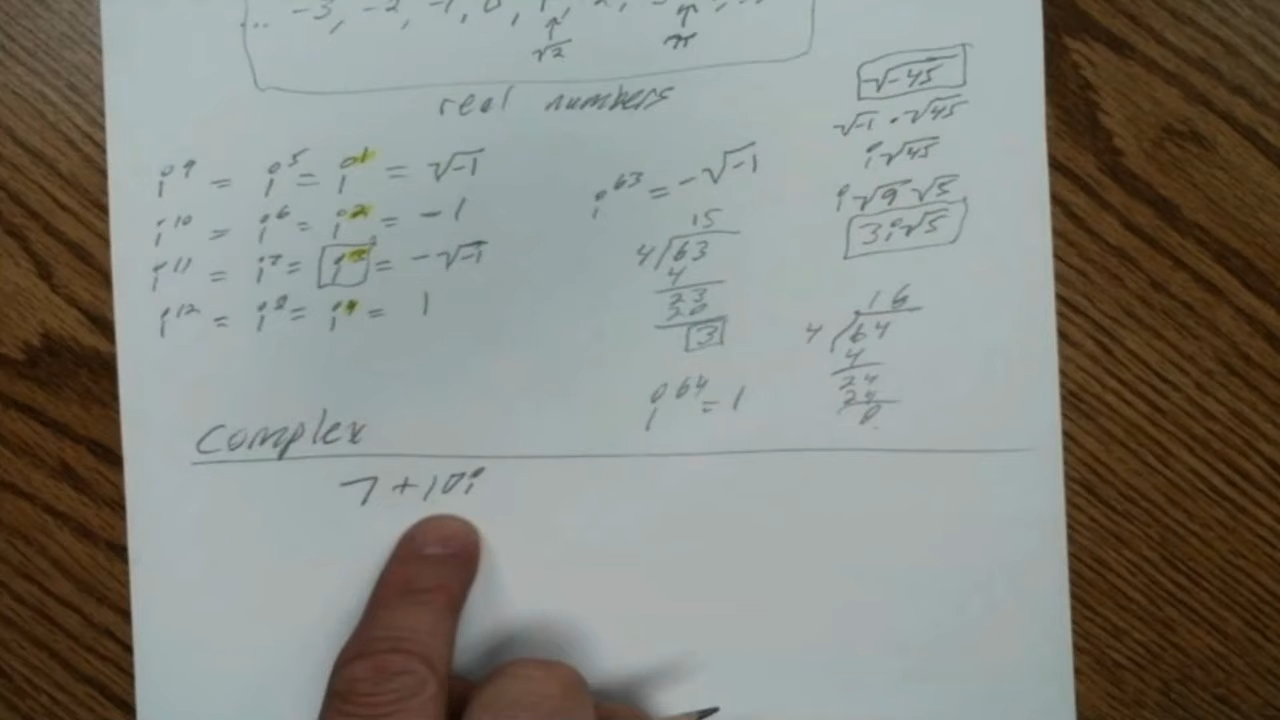 ... -3, -2, -1, 0, 1, 2,
√2 π
real numbers
i⁹ = i⁵ = i¹ = √-1
i¹⁰ = i⁶ = i² = -1
i¹¹ = i⁷ = i³ = -√-1
i¹² = i⁸ = i⁴ = 1
i⁶³ = -√-1
15
4√63
4
23
20
3
i⁶⁴ = 1
√-45
√-1 · √45
i√45
i√9 √5
3i√5
16
4√64
4
24
24
0
Complex
7+10i